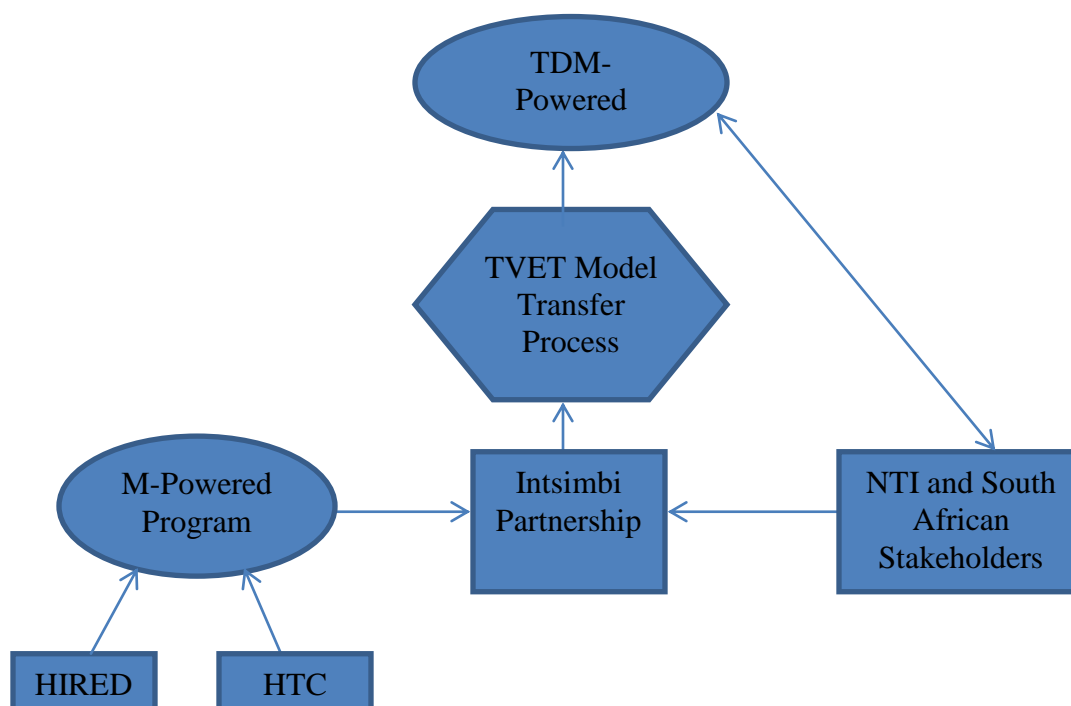 TDM-
Powered
TVET Model
Transfer
Process
M-Powered
Program
Intsimbi
Partnership
NTI and South
African
Stakeholders
HIRED
HTC